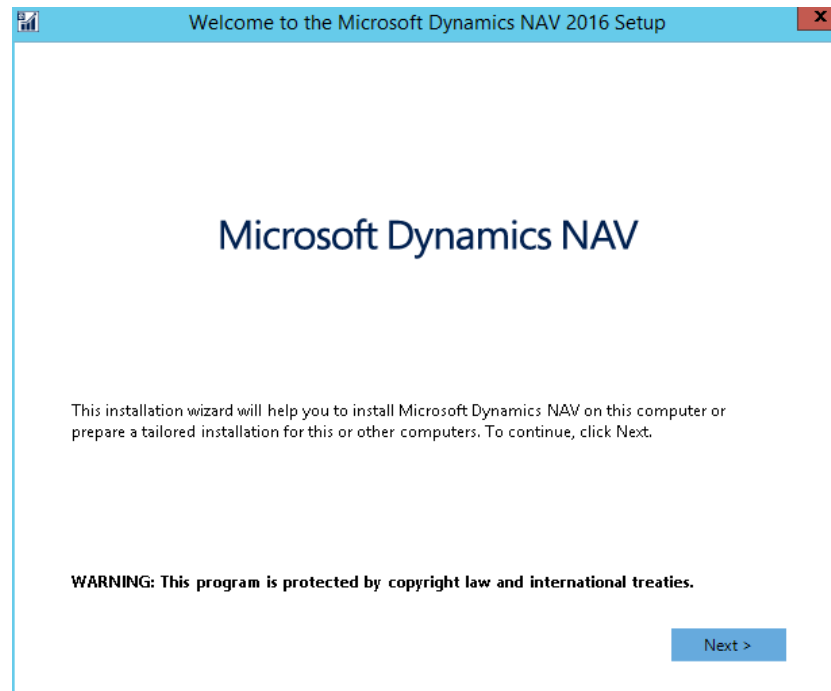 Welcome to the Microsoft Dynamics NAV 2016 Setup
x
Microsoft Dynamics NAV
This installation wizard will help you to install Microsoft Dynamics NAV on this computer or
prepare a tailored installation for this or other computers. To continue, click Next.
WARNING: This program is protected by copyright law and international treaties.
Next >